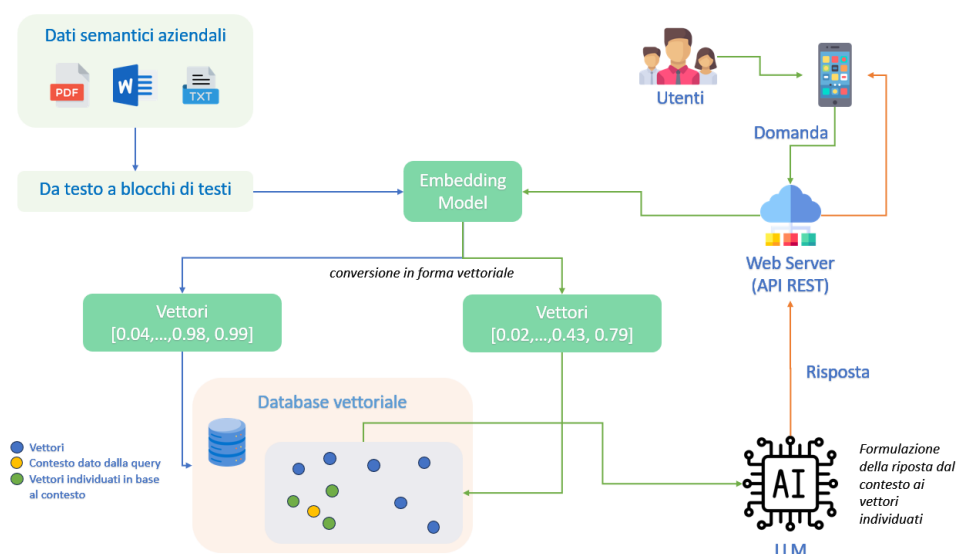 Dati semantici aziendali
PDF
W
TXT
Utenti
Domanda
Da testo a blocchi di testi
Embedding
Model
Web Server
(API REST)
conversione in forma vettoriale
Vettori
[0.04,...,0.98, 0.99]
Vettori
[0.02,...,0.43, 0.79]
Risposta
Database vettoriale
Vettori
Contesto dato dalla query
Vettori individuati in base
al contesto
AI
Formulazione
della riposta dal
contesto ai
vettori
individuati
LLM